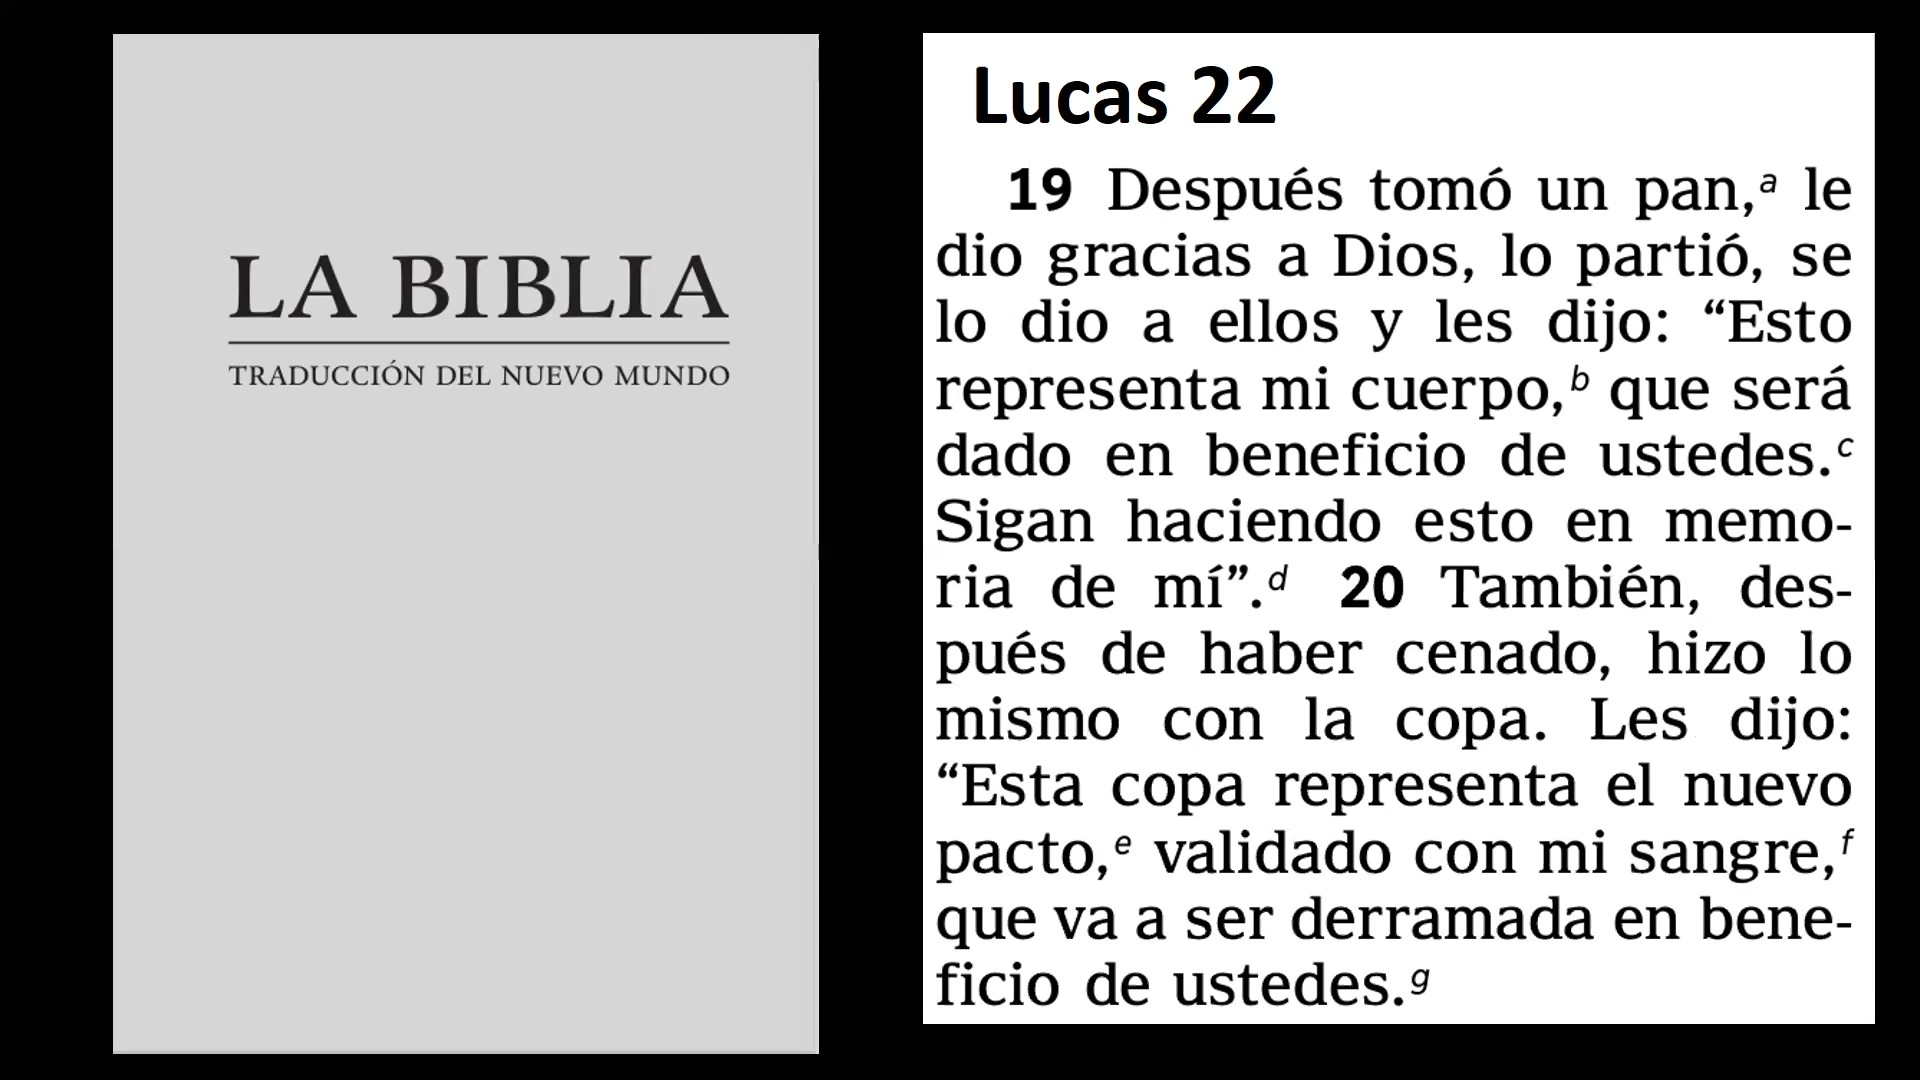 LA BIBLIA
TRADUCCIÓN DEL NUEVO MUNDO
Lucas 22
19 Después tomó un pan,a le
dio gracias a Dios, lo partió, se
lo dio a ellos y les dijo: “Esto
representa mi cuerpo,b que será
dado en beneficio de ustedes.c
Sigan haciendo esto en memo-
ria de mí”.d 20 También, des-
pués de haber cenado, hizo lo
mismo con la copa. Les dijo:
“Esta copa representa el nuevo
pacto,e validado con mi sangre,f
que va a ser derramada en bene-
ficio de ustedes.g